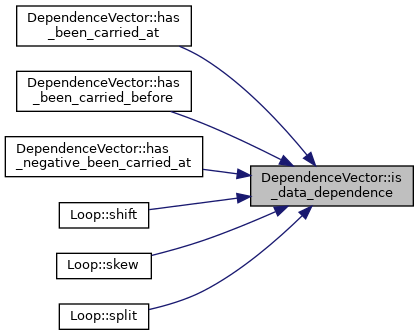 DependenceVector::has
_been_carried_at
DependenceVector::has
_been_carried_before
DependenceVector::has
_negative_been_carried_at
DependenceVector::is
_data_dependence
Loop::shift
Loop::skew
Loop::split